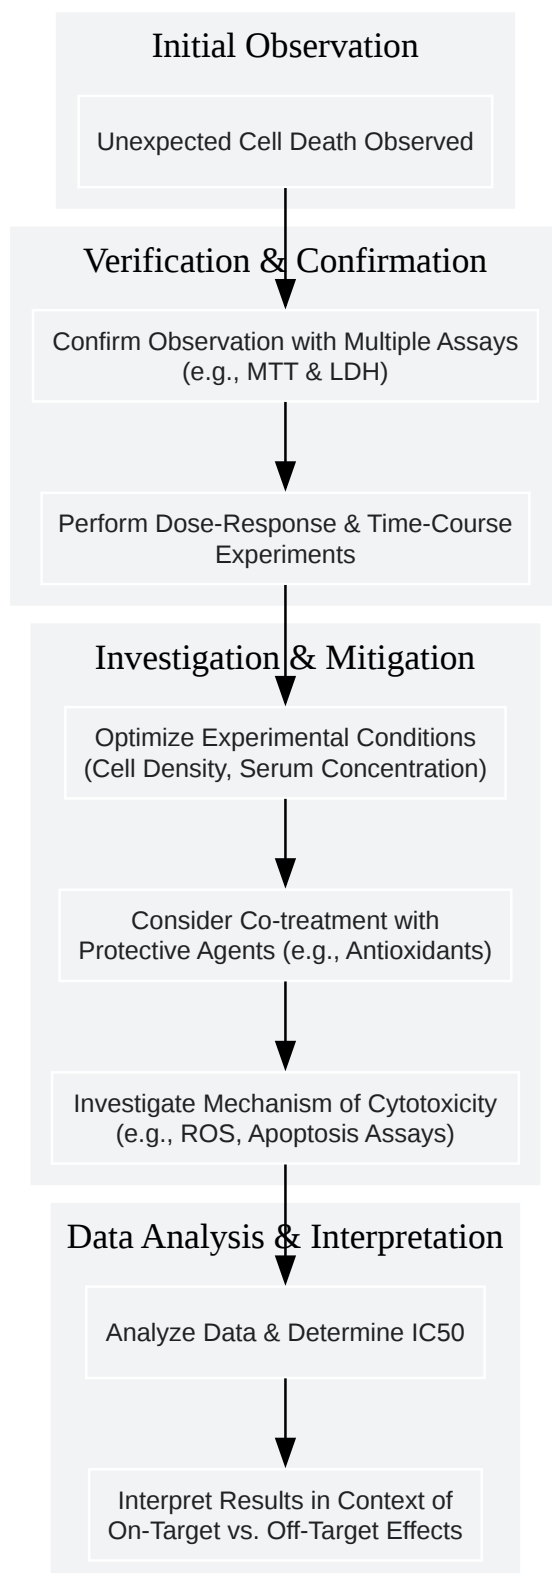 Initial Observation
Unexpected Cell Death Observed
Verification & Confirmation
Confirm Observation with Multiple Assays
(e.g., MTT & LDH)
Perform Dose-Response & Time-Course
Experiments
Investigation & Mitigation
Optimize Experimental Conditions
(Cell Density, Serum Concentration)
Consider Co-treatment with
Protective Agents (e.g., Antioxidants)
Investigate Mechanism of Cytotoxicity
(e.g., ROS, Apoptosis Assays)
Data Analysis & Interpretation
Analyze Data & Determine IC50
Interpret Results in Context of
On-Target vs. Off-Target Effects